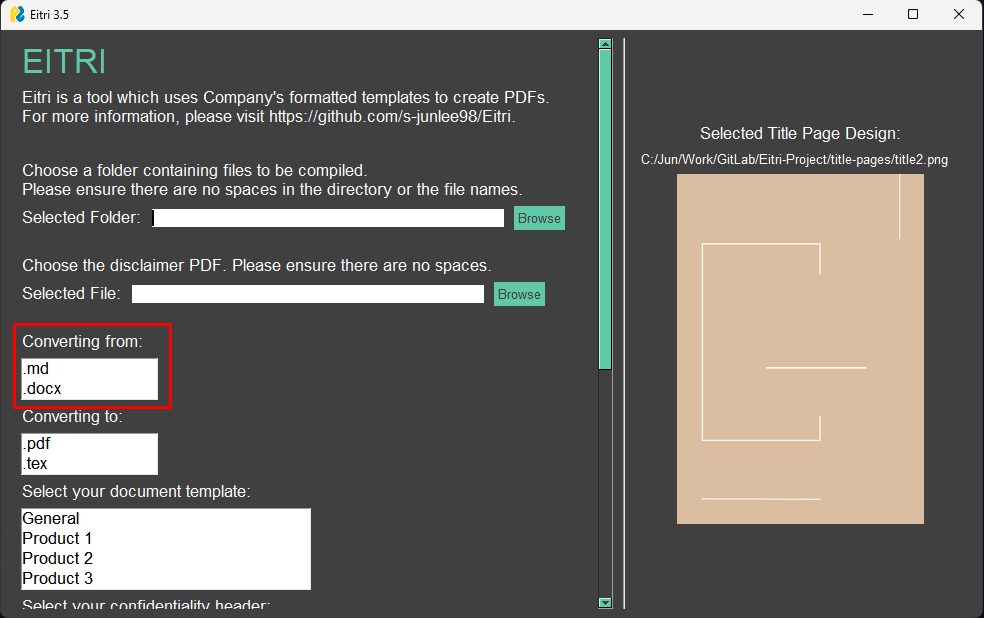 Eitri 3.5
EITRI
Eitri is a tool which uses Company's formatted templates to create PDFs.
For more information, please visit https://github.com/s-junlee98/Eitri.
Choose a folder containing files to be compiled.
Please ensure there are no spaces in the directory or the file names.
Selected Folder:
Browse
Choose the disclaimer PDF. Please ensure there are no spaces.
Selected File:
Browse
Converting from:
.md
.docx
Converting to:
.pdf
.tex
Select your document template:
General
Product 1
Product 2
Product 3
Select your confidentiality header:
Selected Title Page Design:
C:/Jun/Work/GitLab/Eitri-Project/title-pages/title2.png